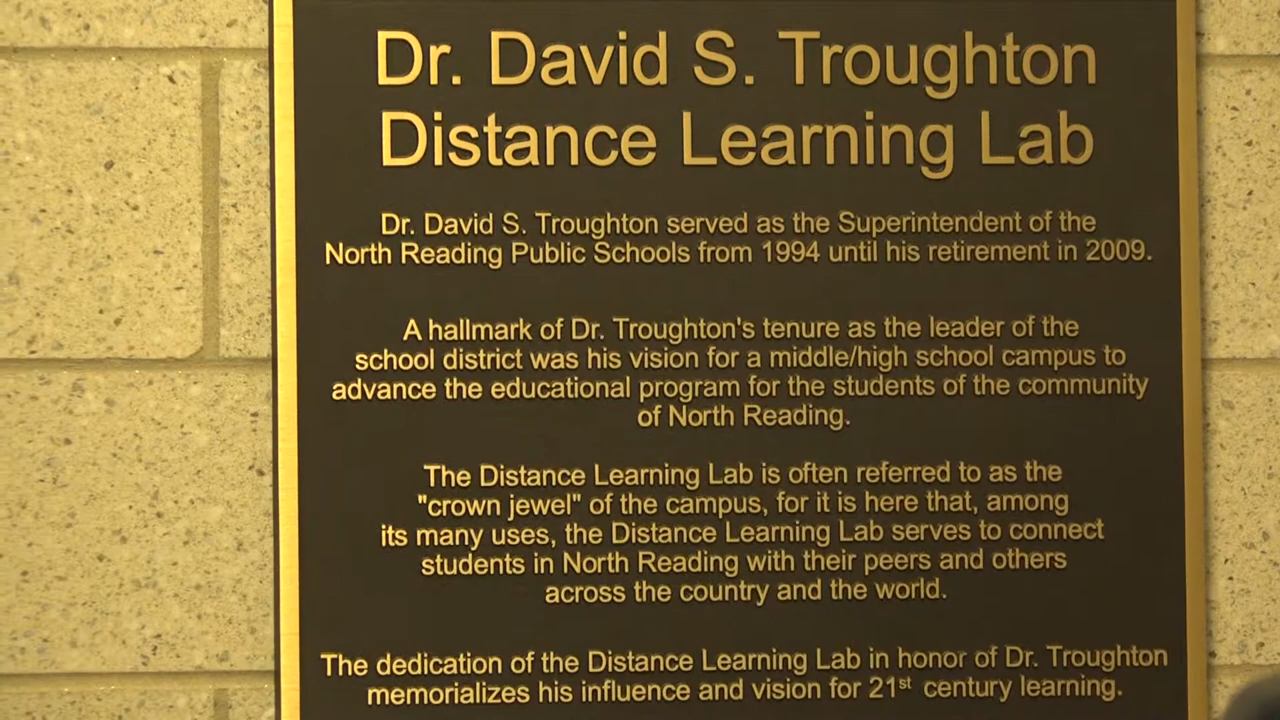 Dr. David S. Troughton
Distance Learning Lab
Dr. David S. Troughton served as the Superintendent of the
North Reading Public Schools from 1994 until his retirement in 2009.
A hallmark of Dr. Troughton's tenure as the leader of the
school district was his vision for a middle/high school campus to
advance the educational program for the students of the community
of North Reading.
The Distance Learning Lab is often referred to as the
"crown jewel" of the campus, for it is here that, among
its many uses, the Distance Learning Lab serves to connect
students in North Reading with their peers and others
across the country and the world.
The dedication of the Distance Learning Lab in honor of Dr. Troughton
memorializes his influence and vision for 21st century learning.